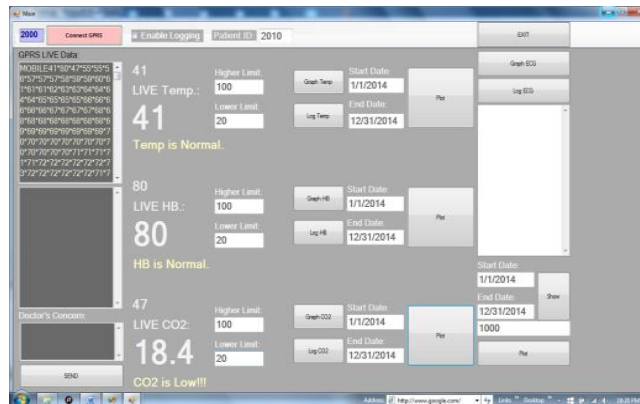 Main
2000
Connect GPRS
Enable Logging
Patient ID:
2010
EXIT
GPRS LIVE Data:
MOBILE41*80*47*55*55*5
6*57*57*57*58*59*59*60*6
1*61*61*62*63*63*64*64*6
4*64*65*65*65*65*66*66*6
6*66*66*67*67*67*67*68*6
8*68*68*68*68*68*68*69*6
9*69*69*69*69*69*69*69*7
0*70*70*70*70*70*70*70*7
0*70*70*70*70*71*71*71*7
1*71*72*72*72*72*72*72*7
3*72*72*72*72*72*72*71*7
41
LIVE Temp.:
41
Temp is Normal.
Higher Limit:
100
Lower Limit:
20
Graph Temp
Log Temp
Start Date:
1/1/2014
End Date:
12/31/2014
Plot
Graph ECG
Log ECG
80
LIVE HB.:
80
HB is Normal.
Higher Limit:
100
Lower Limit:
20
Graph HB
Log HB
Start Date:
1/1/2014
End Date:
12/31/2014
Plot
Start Date:
1/1/2014
End Date:
12/31/2014
Show
1000
Plot
Doctor's Concern:
SEND
47
LIVE CO2:
18.4
CO2 is Low!!!
Higher Limit:
100
Lower Limit:
20
Graph CO2
Log CO2
Start Date:
1/1/2014
End Date:
12/31/2014
Plot
Address
http://www.google.com/
Links
Desktop